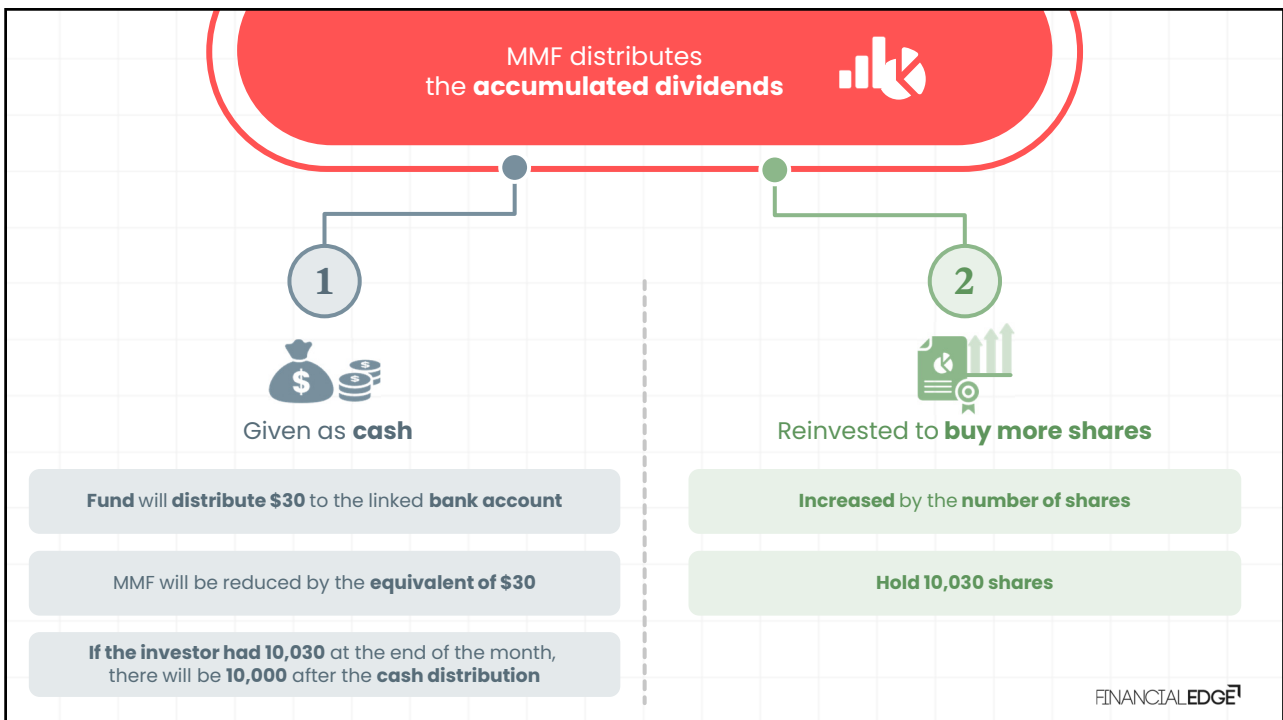 MMF distributes
the accumulated dividends
1
$
$
$
Given as cash
Fund will distribute $30 to the linked bank account
MMF will be reduced by the equivalent of $30
If the investor had 10,030 at the end of the month,
there will be 10,000 after the cash distribution
2
Reinvested to buy more shares
Increased by the number of shares
Hold 10,030 shares
FINANCIALEDGE